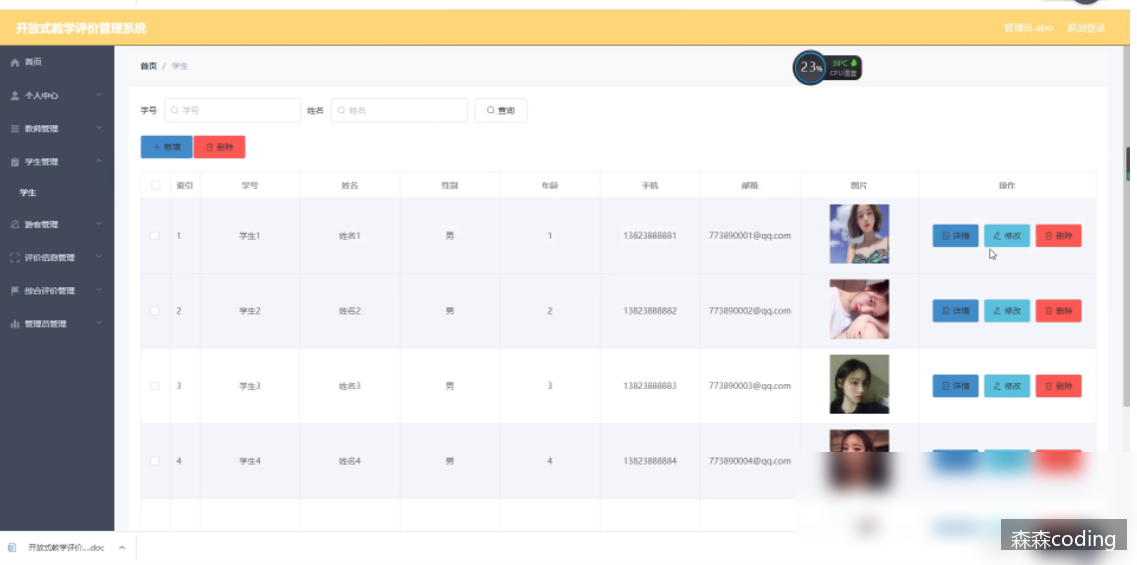 开放式教学评价管理系统
管理员 abo 退出登录
首页
个人中心
教师管理
学生管理
学生
评价信息管理
综合评价管理
管理员管理
首页 / 学生
23%
39℃
CPU温度
学号 学号 姓名 姓名 查询
+ 新增 删除
索引 学号 姓名 性别 年龄 手机 邮箱 图片 操作
1 学生1 姓名1 男 1 13823888881 773890001@qq.com 详情 修改 删除
2 学生2 姓名2 男 2 13823888882 773890002@qq.com 详情 修改 删除
3 学生3 姓名3 男 3 13823888883 773890003@qq.com 详情 修改 删除
4 学生4 姓名4 男 4 13823888884 773890004@qq.com
开放式教学评价....doc
森森coding